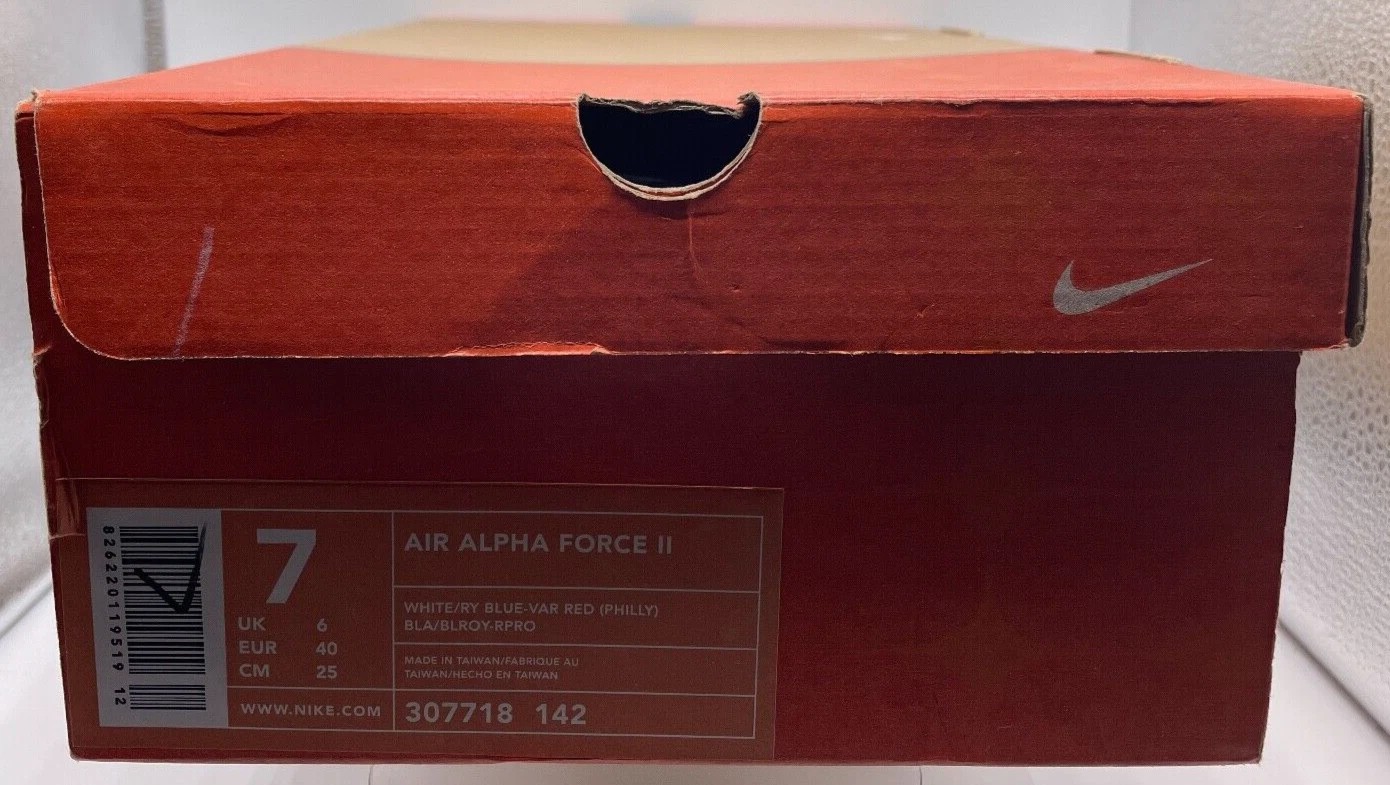 826220119519 12
7
UK 6
EUR 40
CM 25
WWW.NIKE.COM
AIR ALPHA FORCE II
WHITE/RY BLUE-VAR RED (PHILLY)
BLA/BLROY-RPRO
MADE IN TAIWAN/FABRIQUE AU
TAIWAN/HECHO EN TAIWAN
307718 142